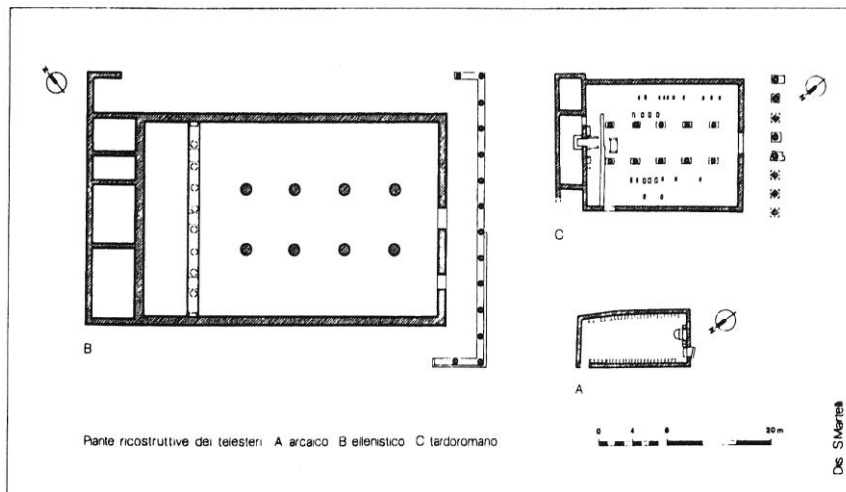 N
B
N
C
N
A
Piante ricostruttive dei telesteri A arcaico B ellenistico C tardoromano
0 4 8 20 m
Dis S Martelli